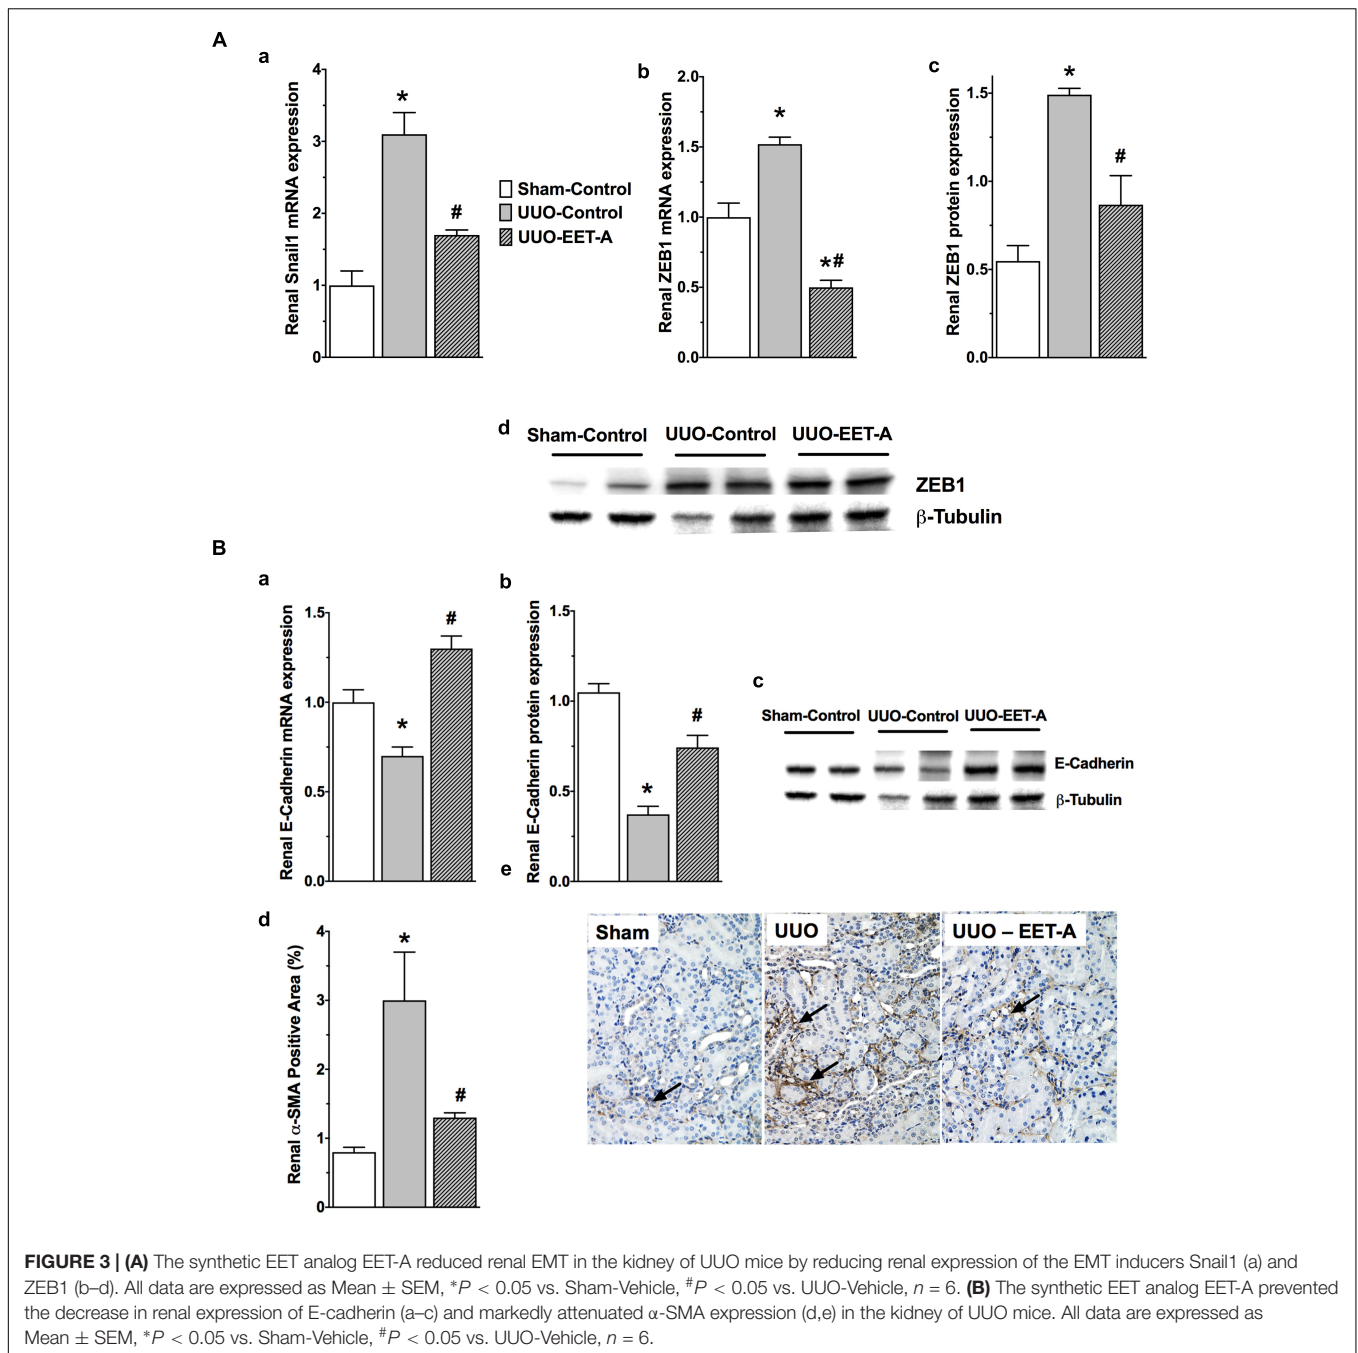 A
a
Renal Snail1 mRNA expression
4
3
2
1
0
*
#
Sham-Control
UUO-Control
UUO-EET-A
b
Renal ZEB1 mRNA expression
2.0
1.5
1.0
0.5
0.0
*
*#
c
Renal ZEB1 protein expression
1.5
1.0
0.5
0.0
*
#
d
Sham-Control UUO-Control UUO-EET-A
ZEB1
β-Tubulin
B
a
Renal E-Cadherin mRNA expression
1.5
1.0
0.5
0.0
*
#
b
Renal E-Cadherin protein expression
1.5
1.0
0.5
0.0
*
#
c
Sham-Control UUO-Control UUO-EET-A
E-Cadherin
β-Tubulin
d
Renal α-SMA Positive Area (%)
4
3
2
1
0
*
#
e
Sham
UUO
UUO – EET-A
FIGURE 3 | (A) The synthetic EET analog EET-A reduced renal EMT in the kidney of UUO mice by reducing renal expression of the EMT inducers Snail1 (a) and
ZEB1 (b–d). All data are expressed as Mean ± SEM, *P < 0.05 vs. Sham-Vehicle, #P < 0.05 vs. UUO-Vehicle, n = 6. (B) The synthetic EET analog EET-A prevented
the decrease in renal expression of E-cadherin (a–c) and markedly attenuated α-SMA expression (d,e) in the kidney of UUO mice. All data are expressed as
Mean ± SEM, *P < 0.05 vs. Sham-Vehicle, #P < 0.05 vs. UUO-Vehicle, n = 6.